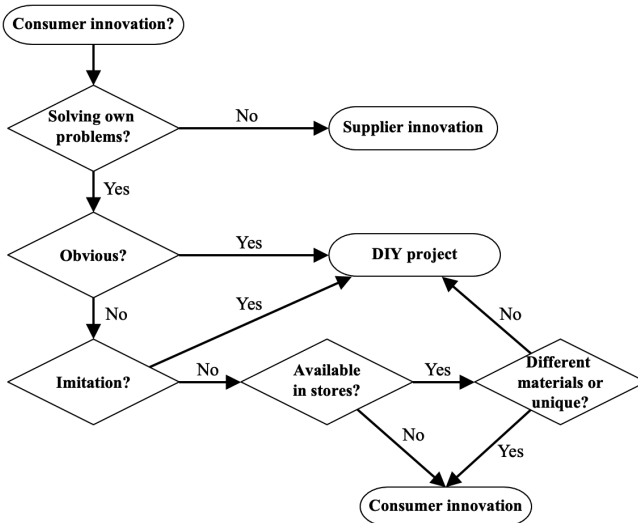 Consumer innovation?
Solving own
problems?
No
Supplier innovation
Yes
Obvious?
Yes
DIY project
No
Yes
No
Imitation?
No
Available
in stores?
Yes
Different
materials or
unique?
No
Yes
Consumer innovation